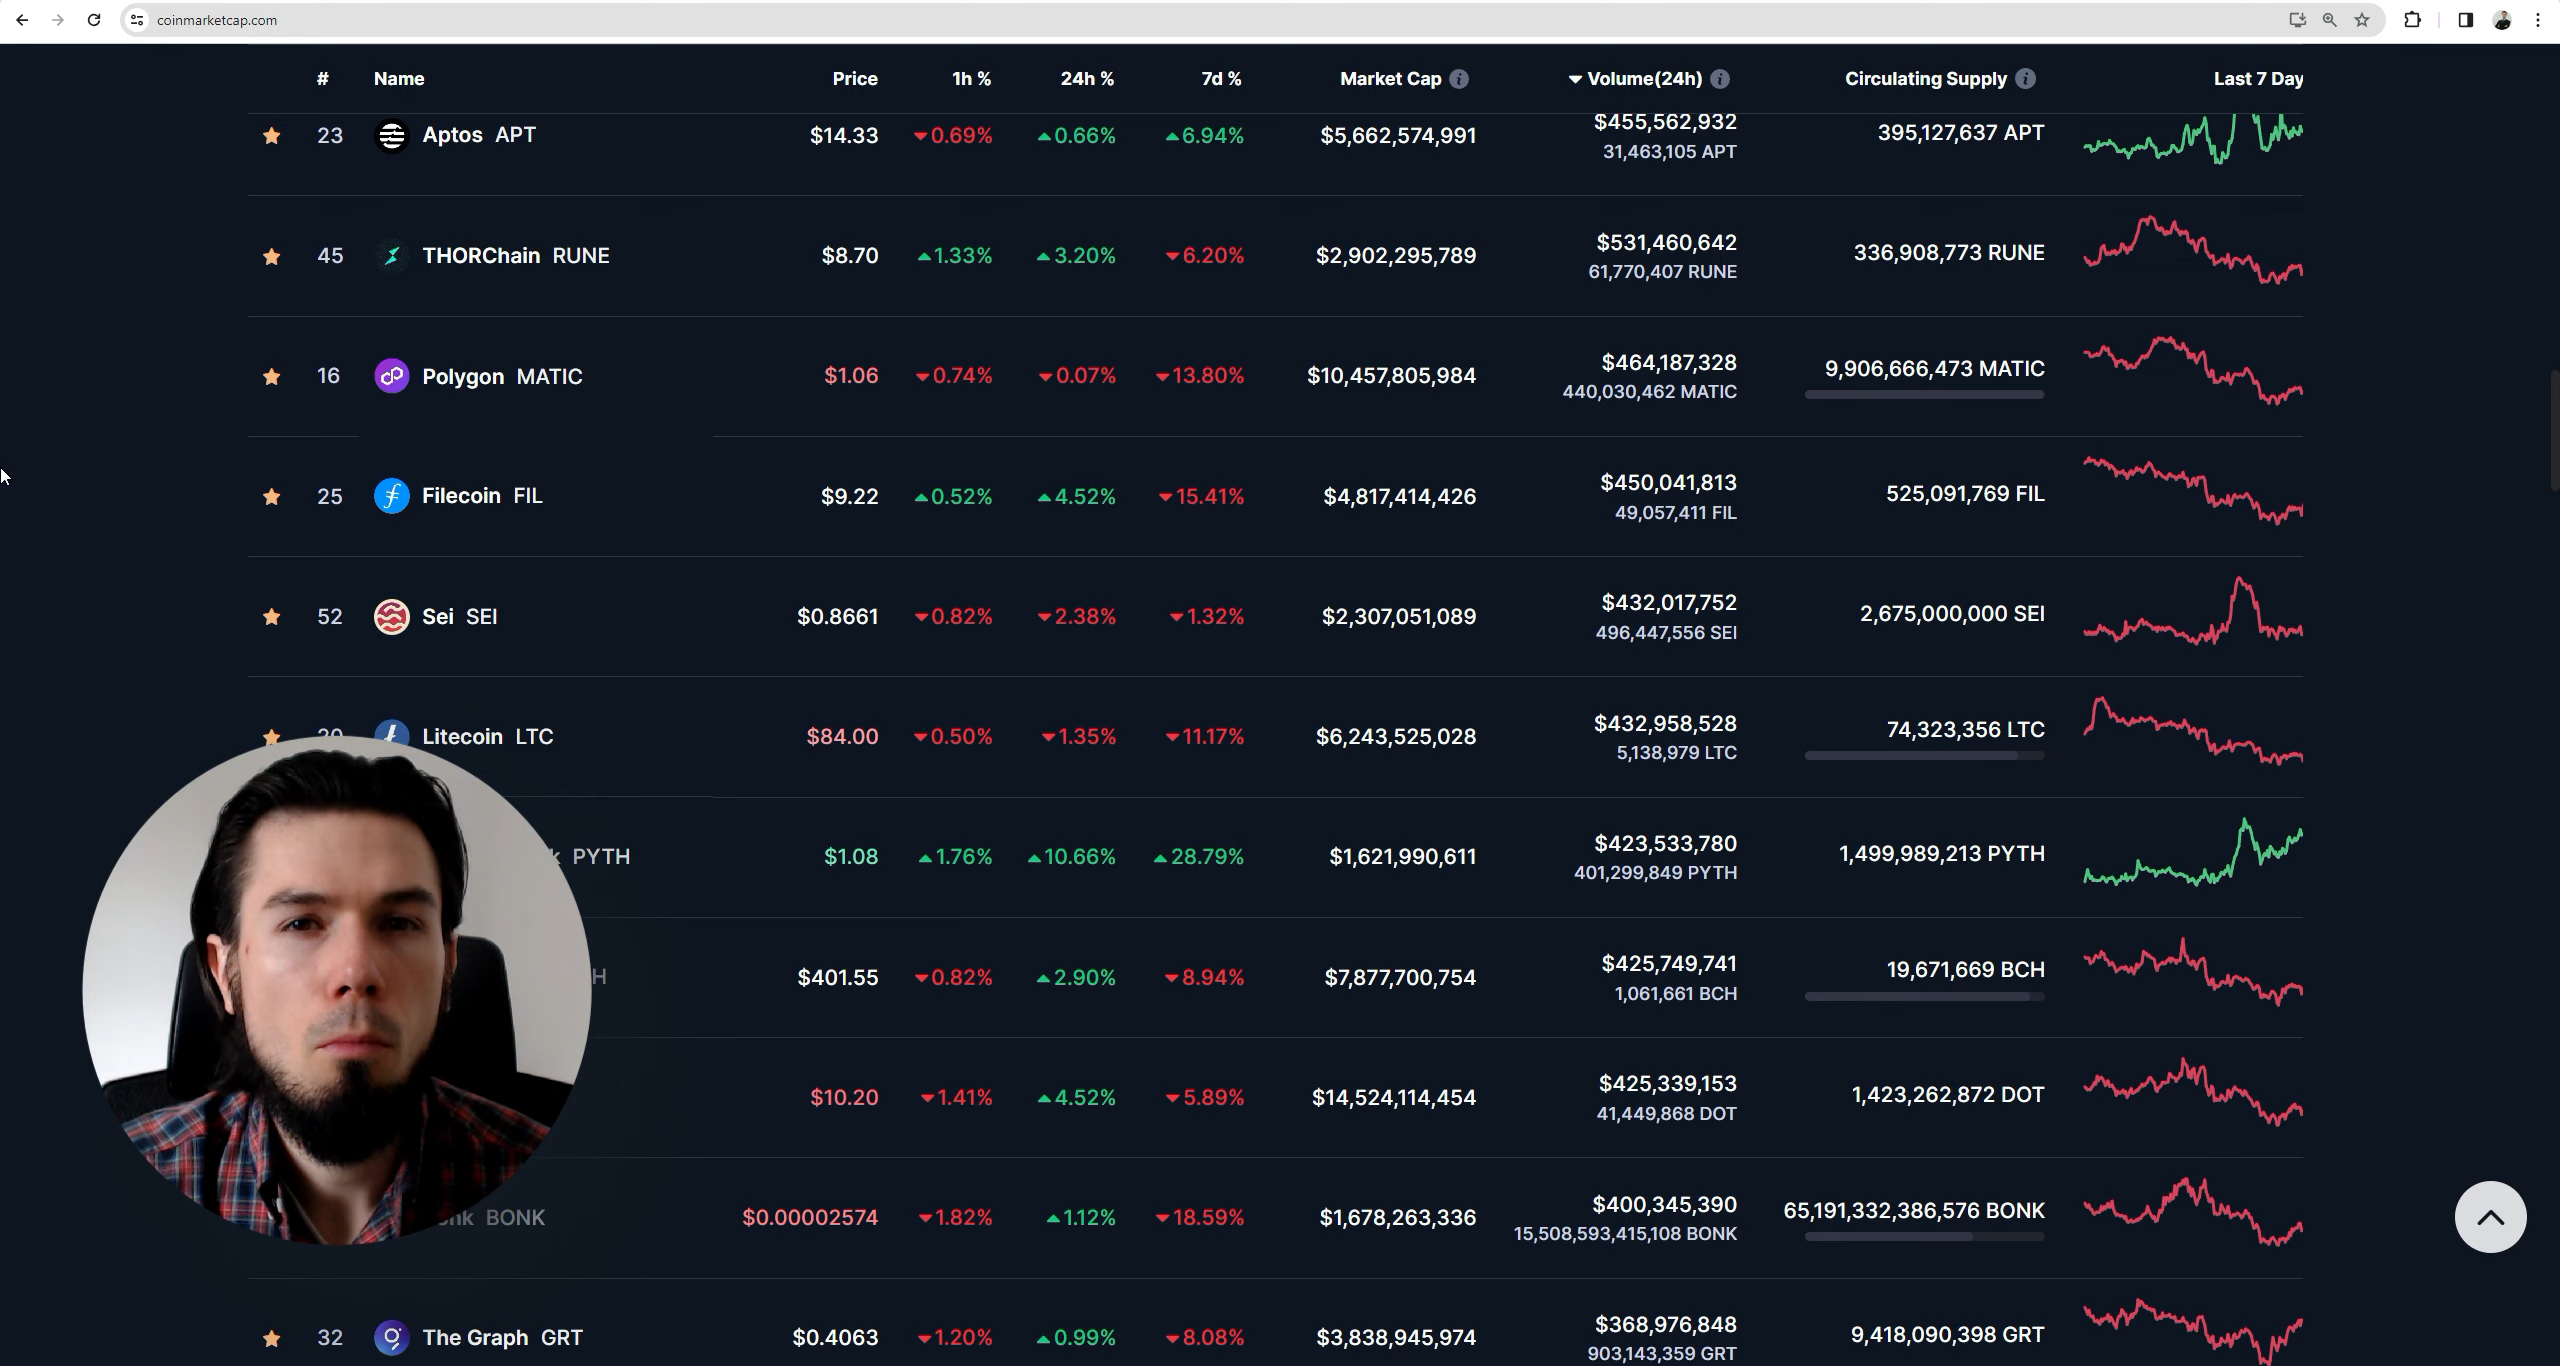 coinmarketcap.com
# Name Price 1h % 24h % 7d % Market Cap Volume(24h) Circulating Supply Last 7 Day
23 Aptos APT $14.33 0.69% 0.66% 6.94% $5,662,574,991 $455,562,932 395,127,637 APT
31,463,105 APT
45 THORChain RUNE $8.70 1.33% 3.20% 6.20% $2,902,295,789 $531,460,642 336,908,773 RUNE
61,770,407 RUNE
16 Polygon MATIC $1.06 0.74% 0.07% 13.80% $10,457,805,984 $464,187,328 9,906,666,473 MATIC
440,030,462 MATIC
25 Filecoin FIL $9.22 0.52% 4.52% 15.41% $4,817,414,426 $450,041,813 525,091,769 FIL
49,057,411 FIL
52 Sei SEI $0.8661 0.82% 2.38% 1.32% $2,307,051,089 $432,017,752 2,675,000,000 SEI
496,447,556 SEI
Litecoin LTC $84.00 0.50% 1.35% 11.17% $6,243,525,028 $432,958,528 74,323,356 LTC
5,138,979 LTC
PYTH $1.08 1.76% 10.66% 28.79% $1,621,990,611 $423,533,780 1,499,989,213 PYTH
401,299,849 PYTH
$401.55 0.82% 2.90% 8.94% $7,877,700,754 $425,749,741 19,671,669 BCH
1,061,661 BCH
$10.20 1.41% 4.52% 5.89% $14,524,114,454 $425,339,153 1,423,262,872 DOT
41,449,868 DOT
BONK $0.00002574 1.82% 1.12% 18.59% $1,678,263,336 $400,345,390 65,191,332,386,576 BONK
15,508,593,415,108 BONK
32 The Graph GRT $0.4063 1.20% 0.99% 8.08% $3,838,945,974 $368,976,848 9,418,090,398 GRT
903,143,359 GRT